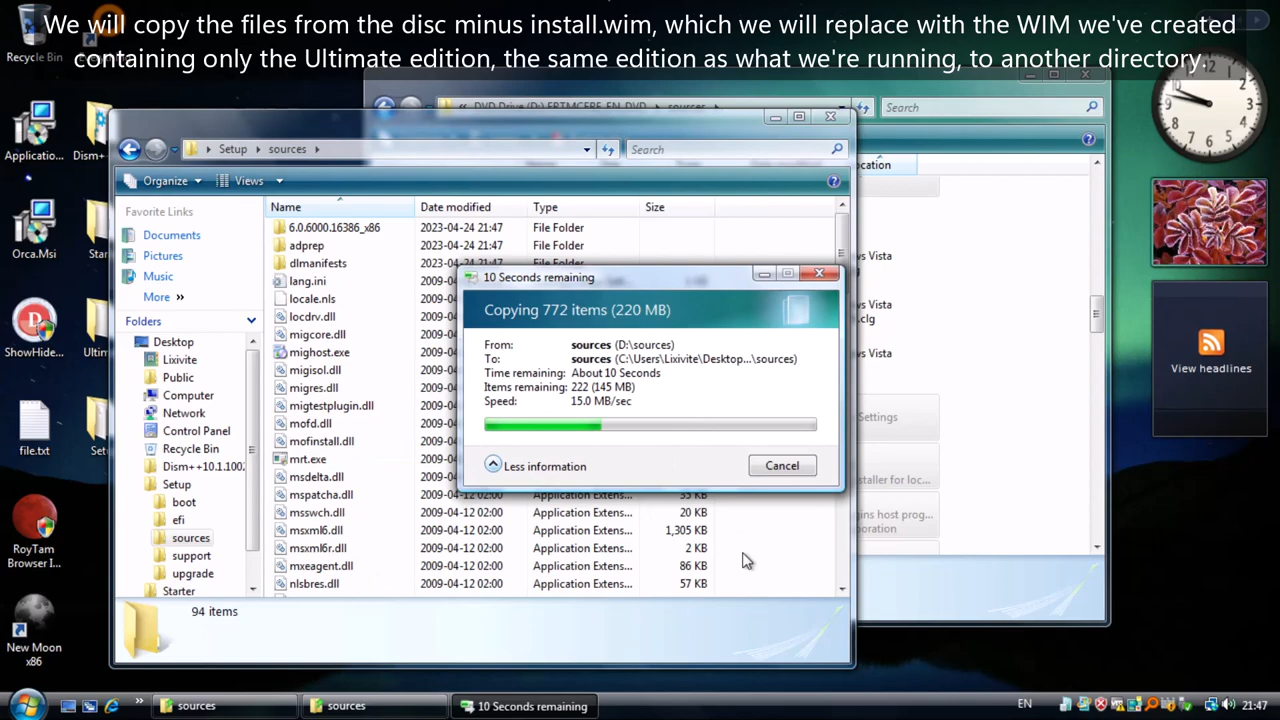 We will copy the files from the disc minus install.wim, which we will replace with the WIM we've created
containing only the Ultimate edition, the same edition as what we're running, to another directory.
Recycle Bin
Application...
Dism+
Orca.Msi
Star
ShowHide...
Ultim
file.txt
Setu
RoyTam
Browser I...
New Moon
x86
DVD Drive (D:) FRTMCFRE_EN_DVD
sources
Search
Setup
sources
Search
Organize
Views
ocation
Favorite Links
Documents
Pictures
Music
More »
Folders
Desktop
Lixivite
Public
Computer
Network
Control Panel
Recycle Bin
Dism++10.1.100
Setup
boot
efi
sources
support
upgrade
Starter
Name
Date modified
Type
Size
6.0.6000.16386_x86 2023-04-24 21:47 File Folder
adprep 2023-04-24 21:47 File Folder
dlmanifests 2023-04-24 21:47 File Folder
lang.ini 2009-0
locale.nls 2009-0
locdrv.dll 2009-0
migcore.dll 2009-0
mighost.exe 2009-0
migisol.dll 2009-0
migres.dll 2009-0
migtestplugin.dll 2009-0
mofd.dll 2009-0
mofinstall.dll 2009-0
mrt.exe 2009-0
msdelta.dll 2009-0
mspatcha.dll 2009-04-12 02:00 Application Extens... 35 KB
msswch.dll 2009-04-12 02:00 Application Extens... 20 KB
msxml6.dll 2009-04-12 02:00 Application Extens... 1,305 KB
msxml6r.dll 2009-04-12 02:00 Application Extens... 2 KB
mxeagent.dll 2009-04-12 02:00 Application Extens... 86 KB
nlsbres.dll 2009-04-12 02:00 Application Extens... 57 KB
94 items
10 Seconds remaining
Copying 772 items (220 MB)
From: sources (D:\sources)
To: sources (C:\Users\Lixivite\Desktop...\sources)
Time remaining: About 10 Seconds
Items remaining: 222 (145 MB)
Speed: 15.0 MB/sec
Less information
Cancel
ws Vista
ws Vista
.clg
ws Vista
Settings
staller for loc...
gins host prog...
rporation
View headlines
sources
sources
10 Seconds remaining
EN
21:47